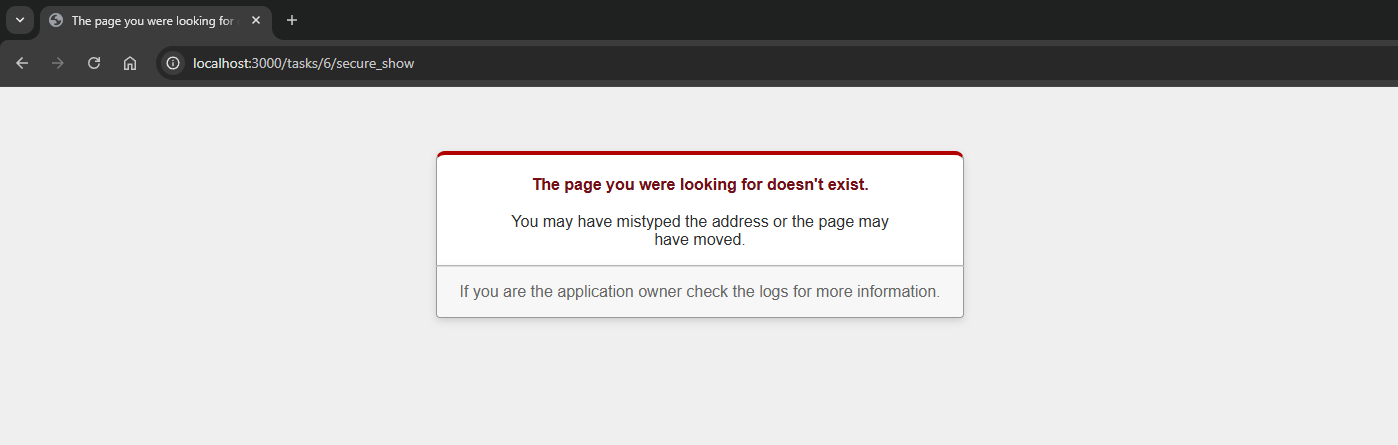 The page you were looking for
localhost:3000/tasks/6/secure_show
The page you were looking for doesn't exist.
You may have mistyped the address or the page may
have moved.
If you are the application owner check the logs for more information.